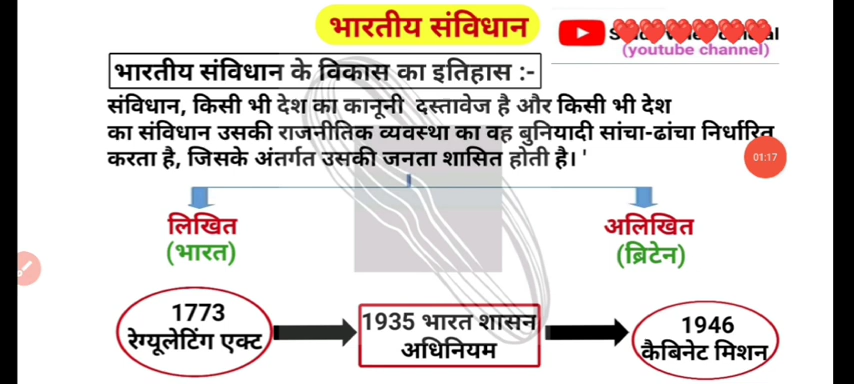 भारतीय संविधान
(youtube channel)
भारतीय संविधान के विकास का इतिहास :-
संविधान, किसी भी देश का कानूनी दस्तावेज है और किसी भी देश
का संविधान उसकी राजनीतिक व्यवस्था का वह बुनियादी सांचा-ढांचा निर्धारित
करता है, जिसके अंतर्गत उसकी जनता शासित होती है। '
01:17
लिखित
(भारत)
अलिखित
(ब्रिटेन)
1773
रेग्यूलेटिंग एक्ट
1935 भारत शासन
अधिनियम
1946
कैबिनेट मिशन